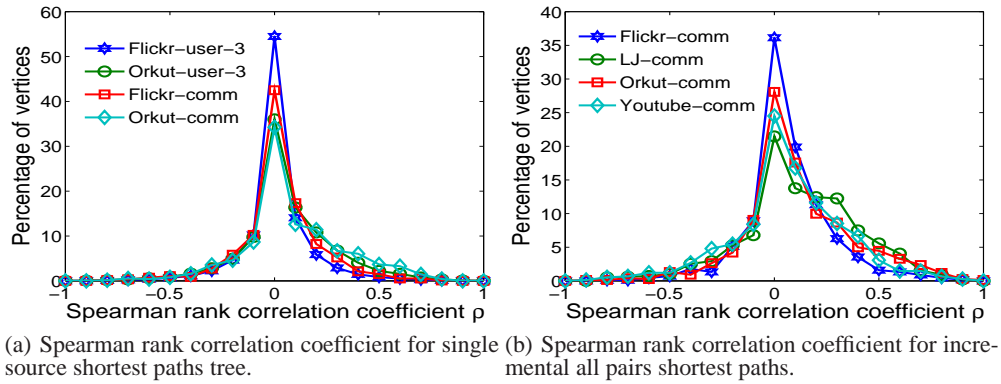 60
50
40
30
20
10
0
Percentage of vertices
Flickr−user−3
Orkut−user−3
Flickr−comm
Orkut−comm
−1
−0.5
0
0.5
1
Spearman rank correlation coefficient ρ
40
35
30
25
20
15
10
5
0
Percentage of vertices
Flickr−comm
LJ−comm
Orkut−comm
Youtube−comm
−1
−0.5
0
0.5
1
Spearman rank correlation coefficient ρ
(a) Spearman rank correlation coefficient for single
source shortest paths tree.
(b) Spearman rank correlation coefficient for incre-
mental all pairs shortest paths.